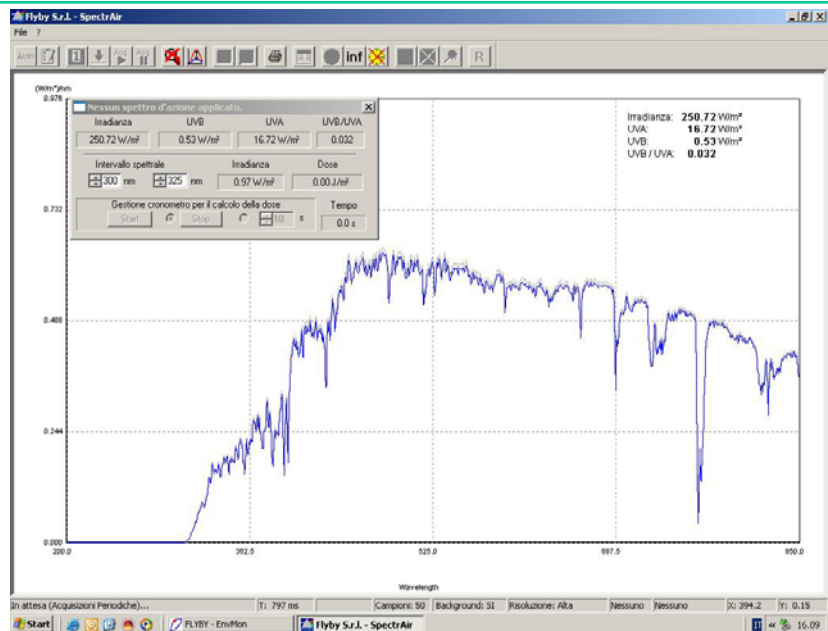 Flyby S.r.l. - SpectrAir
File ?
Auto 1 Acq Acq inf R
(W/m²)/nm
0.976
0.732
0.488
0.244
0.000
Nessun spettro d'azione applicato.
Irradianza UVB UVA UVB/UVA
250.72 W/m² 0.53 W/m² 16.72 W/m² 0.032
Intervallo spettrale Irradianza Dose
300 nm 325 nm 0.97 W/m² 0.00 J/m²
Gestione cronometro per il calcolo della dose Tempo
Start Stop 10 s 0.0 s
Irradianza: 250.72 W/m²
UVA: 16.72 W/m²
UVB: 0.53 W/m²
UVB / UVA: 0.032
200.0 362.5 525.0 687.5 850.0
Wavelength
In attesa (Acquisizioni Periodiche)... T: 797 ms Campioni: 50 Background: SI Risoluzione: Alta Nessuno Nessuno X: 394.2 Y: 0.15
Start FLYBY - EnvMon Flyby S.r.l. - SpectrAir IT « 16.09